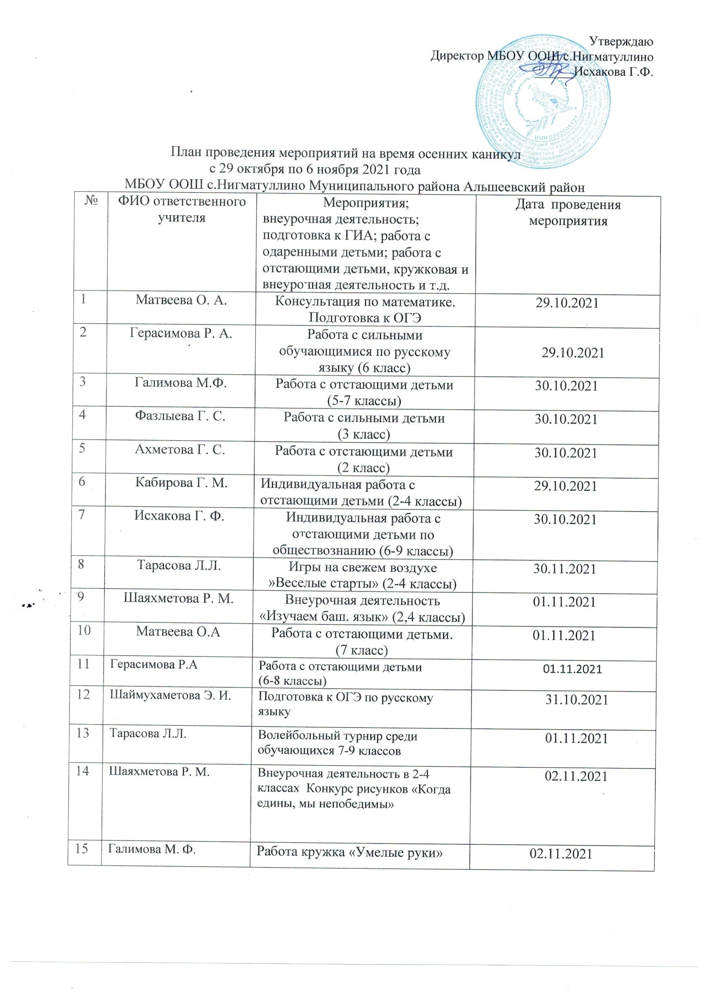 Утверждаю
Директор МБОУ ООШ с.Нигматуллино
______Исхакова Г.Ф.
ИНН 0202005121
План проведения мероприятий на время осенних каникул
с 29 октября по 6 ноября 2021 года
МБОУ ООШ с.Нигматуллино Муниципального района Альшеевский район
№ ФИО ответственного учителя
Мероприятия;
внеурочная деятельность;
подготовка к ГИА; работа с
одаренными детьми; работа с
отстающими детьми, кружковая и
внеурочная деятельность и т.д.
Дата проведения
мероприятия
1 Матвеева О. А. Консультация по математике. 29.10.2021
Подготовка к ОГЭ
2 Герасимова Р. А. Работа с сильными
обучающимися по русскому 29.10.2021
языку (6 класс)
3 Галимова М.Ф. Работа с отстающими детьми 30.10.2021
(5-7 классы)
4 Фазлыева Г. С. Работа с сильными детьми 30.10.2021
(3 класс)
5 Ахметова Г. С. Работа с отстающими детьми 30.10.2021
(2 класс)
6 Кабирова Г. М. Индивидуальная работа с 29.10.2021
отстающими детьми (2-4 классы)
7 Исхакова Г. Ф. Индивидуальная работа с 30.10.2021
отстающими детьми по
обществознанию (6-9 классы)
8 Тарасова Л.Л. Игры на свежем воздухе 30.11.2021
»Веселые старты» (2-4 классы)
9 Шаяхметова Р. М. Внеурочная деятельность 01.11.2021
«Изучаем баш. язык» (2,4 классы)
10 Матвеева О.А Работа с отстающими детьми. 01.11.2021
(7 класс)
11 Герасимова Р.А Работа с отстающими детьми 01.11.2021
(6-8 классы)
12 Шаймухаметова Э. И. Подготовка к ОГЭ по русскому 31.10.2021
языку
13 Тарасова Л.Л. Волейбольный турнир среди 01.11.2021
обучающихся 7-9 классов
14 Шаяхметова Р. М. Внеурочная деятельность в 2-4 02.11.2021
классах Конкурс рисунков «Когда
едины, мы непобедимы»
15 Галимова М. Ф. Работа кружка «Умелые руки» 02.11.2021